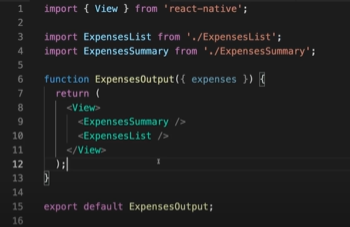 1 import { View } from 'react-native';
2
3 import ExpensesList from './ExpensesList';
4 import ExpensesSummary from './ExpensesSummary';
5
6 function ExpensesOutput({ expenses }) {
7   return (
8     <View>
9       <ExpensesSummary />
10       <ExpensesList />
11     </View>
12   );
13 }
14
15 export default ExpensesOutput;
16